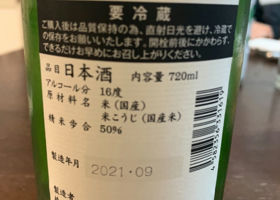 要冷蔵
ご購入後は品質保持の為、直射日光を避け、冷蔵で
の保存をお願いいたします。開栓前後にかかわらず、
できるだけお早めにお召し上がりください。
品目 日本酒 内容量 720ml
アルコール分 16度
原材料名 米(国産)
米こうじ(国産米)
精米歩合 50%
製造年月 2021・09
製造者
4582356331619